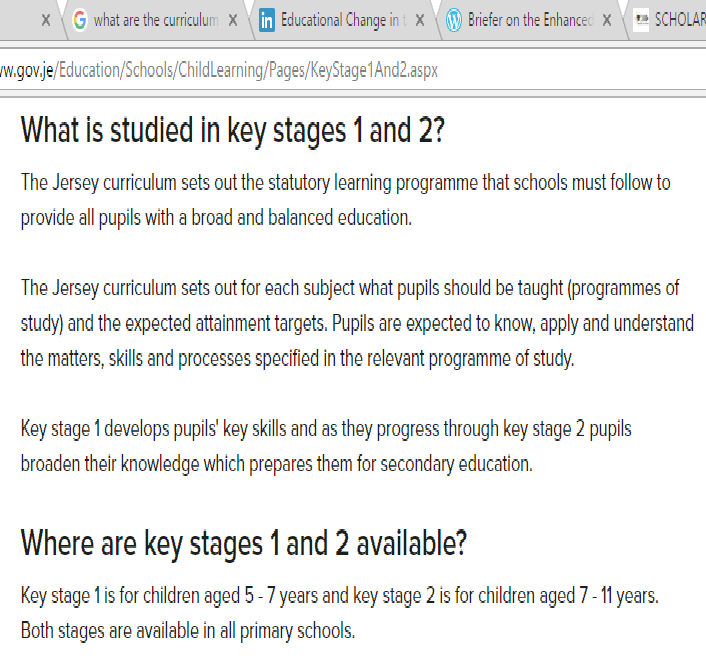 what are the curriculum
Educational Change in t
Briefer on the Enhanced
SCHOLAR
w.gov.je/Education/Schools/ChildLearning/Pages/KeyStage1And2.aspx
What is studied in key stages 1 and 2?
The Jersey curriculum sets out the statutory learning programme that schools must follow to
provide all pupils with a broad and balanced education.
The Jersey curriculum sets out for each subject what pupils should be taught (programmes of
study) and the expected attainment targets. Pupils are expected to know, apply and understand
the matters, skills and processes specified in the relevant programme of study.
Key stage 1 develops pupils' key skills and as they progress through key stage 2 pupils
broaden their knowledge which prepares them for secondary education.
Where are key stages 1 and 2 available?
Key stage 1 is for children aged 5 - 7 years and key stage 2 is for children aged 7 - 11 years.
Both stages are available in all primary schools.